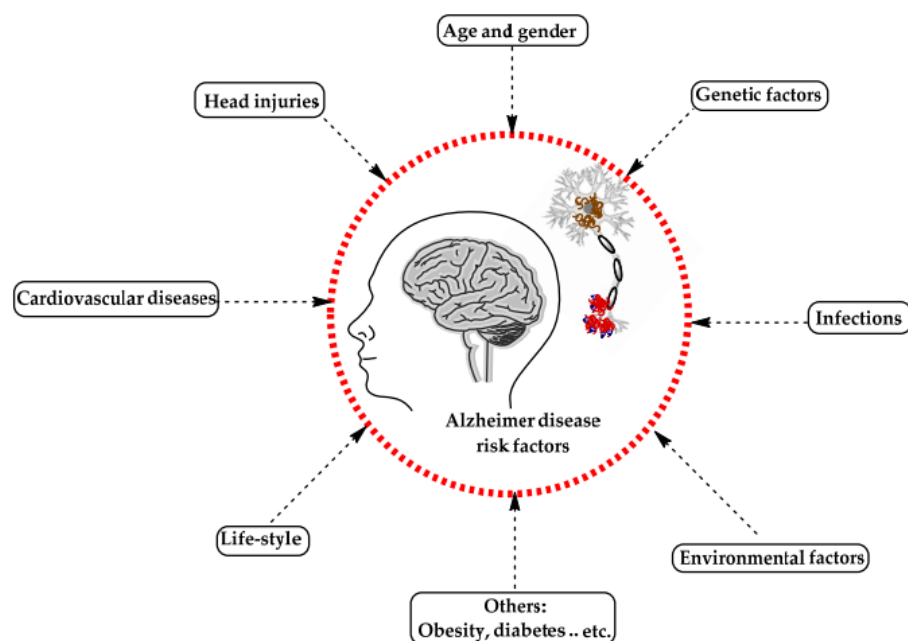 Age and gender
Head injuries
Genetic factors
Cardiovascular diseases
Infections
Alzheimer disease
risk factors
Life-style
Environmental factors
Others:
Obesity, diabetes .. etc.